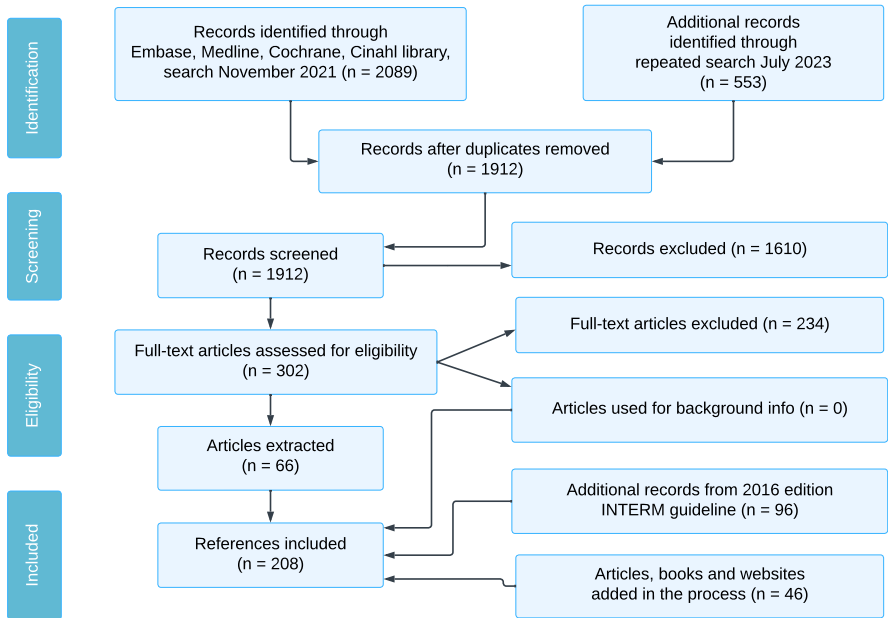 Identification
Records identified through
Embase, Medline, Cochrane, Cinahl library,
search November 2021 (n = 2089)
Additional records
identified through
repeated search July 2023
(n = 553)
Records after duplicates removed
(n = 1912)
Screening
Records screened
(n = 1912)
Records excluded (n = 1610)
Eligibility
Full-text articles assessed for eligibility
(n = 302)
Full-text articles excluded (n = 234)
Articles used for background info (n = 0)
Articles extracted
(n = 66)
Included
Additional records from 2016 edition
INTERM guideline (n = 96)
References included
(n = 208)
Articles, books and websites
added in the process (n = 46)